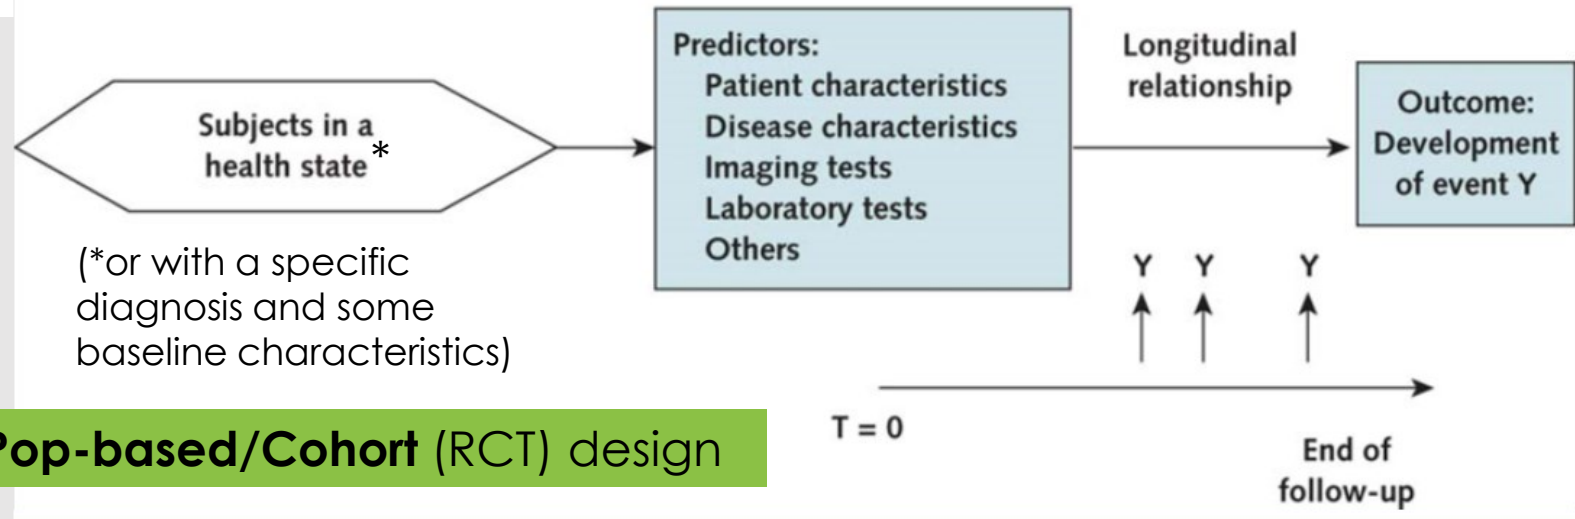 Subjects in a
health state*
(*or with a specific
diagnosis and some
baseline characteristics)
Predictors:
Patient characteristics
Disease characteristics
Imaging tests
Laboratory tests
Others
Longitudinal
relationship
Outcome:
Development
of event Y
Y Y Y
T = 0
End of
follow-up
Pop-based/Cohort (RCT) design